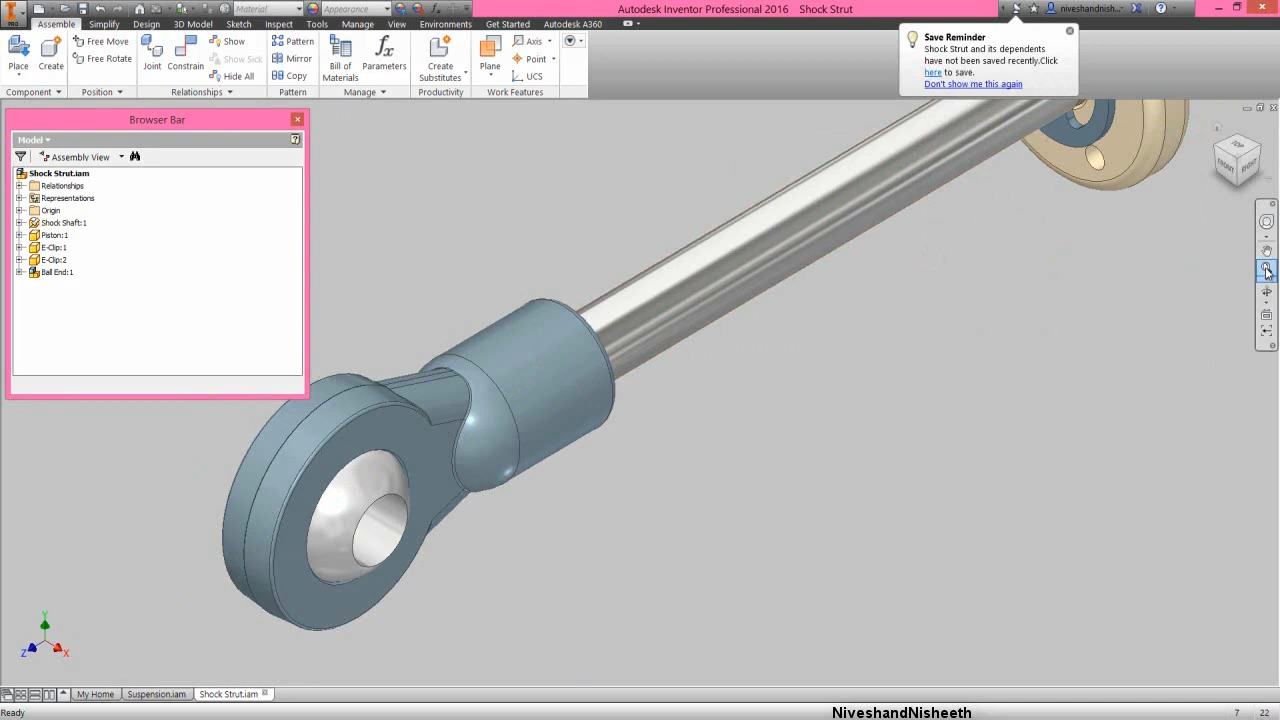 Material
Appearance
Autodesk Inventor Professional 2016 Shock Strut
niveshandnish...
PRO
Assemble Simplify Design 3D Model Sketch Inspect Tools Manage View Environments Get Started Autodesk A360
Place
Create
Free Move
Free Rotate
Joint
Constrain
Show
Show Sick
Hide All
Pattern
Mirror
Copy
Bill of
Materials
Parameters
Create
Substitutes
Plane
Axis
Point
UCS
Component Position Relationships Pattern Manage Productivity Work Features
Save Reminder
Shock Strut and its dependents
have not been saved recently.Click
here to save.
Don't show me this again
Browser Bar
Model
Assembly View
Shock Strut.iam
Relationships
Representations
Origin
Shock Shaft:1
Piston:1
E-Clip:1
E-Clip:2
Ball End:1
TOP
FRONT
RIGHT
Y
Z
X
My Home Suspension.iam Shock Strut.iam
Ready
NiveshandNisheeth
7 22